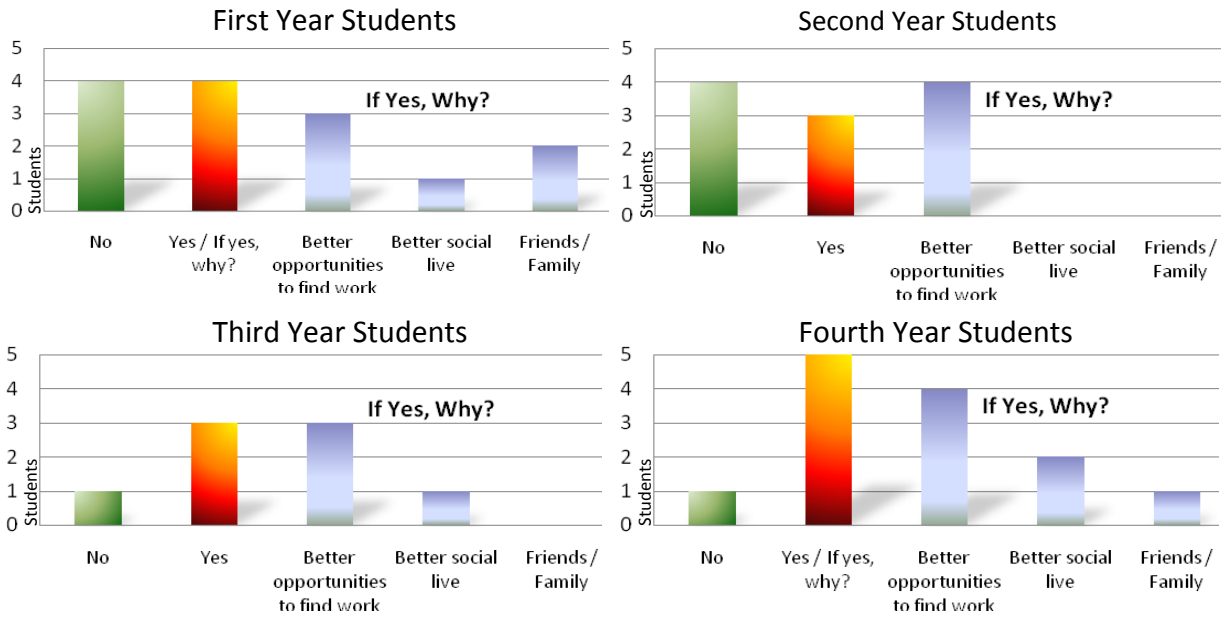 First Year Students
5
4
3
2
1
0
Students
If Yes, Why?
No
Yes / If yes,
why?
Better
opportunities
to find work
Better social
live
Friends /
Family
Second Year Students
5
4
3
2
1
0
Students
If Yes, Why?
No
Yes
Better
opportunities
to find work
Better social
live
Friends /
Family
Third Year Students
5
4
3
2
1
0
Students
If Yes, Why?
No
Yes
Better
opportunities
to find work
Better social
live
Friends /
Family
Fourth Year Students
5
4
3
2
1
0
Students
If Yes, Why?
No
Yes / If yes,
why?
Better
opportunities
to find work
Better social
live
Friends /
Family